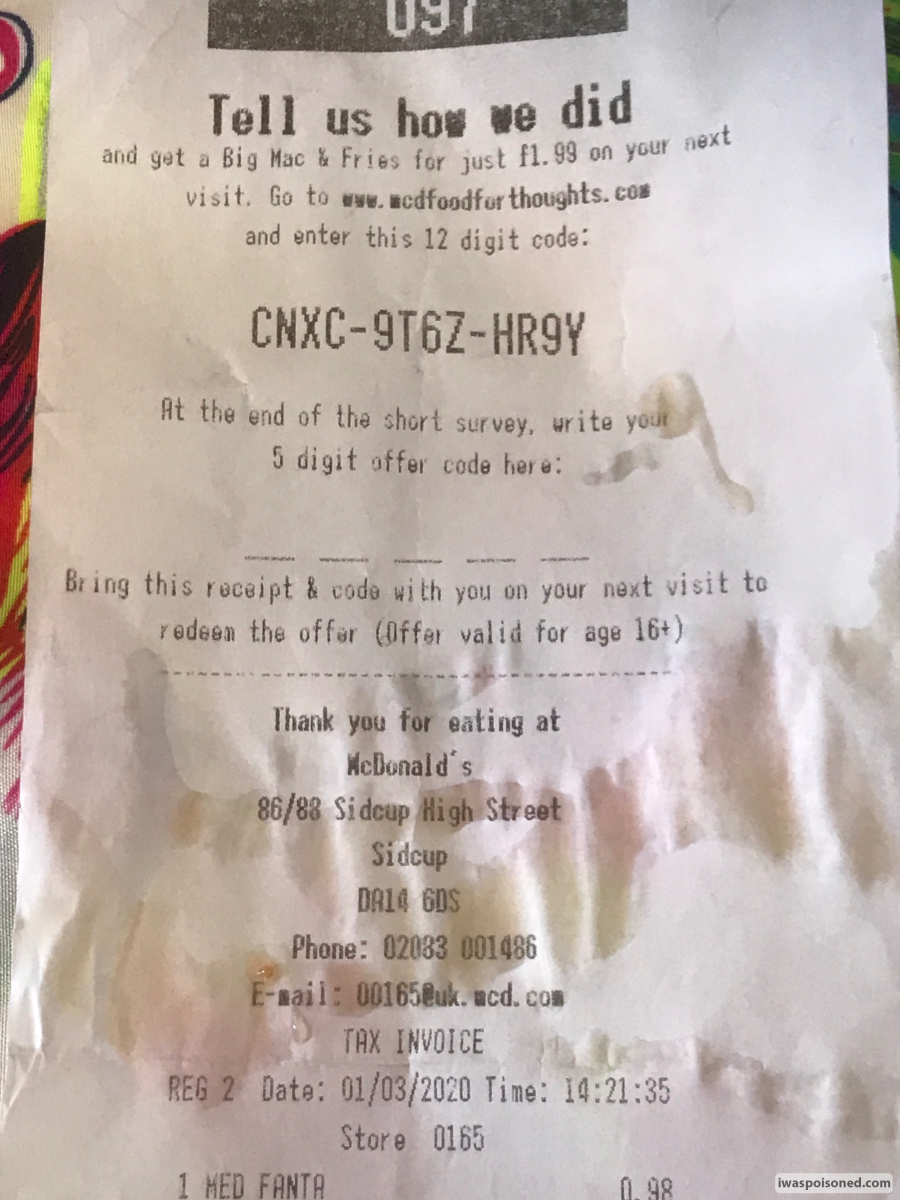 097
Tell us how we did
and get a Big Mac & Fries for just £1.99 on your next
visit. Go to www.mcdfoodforthoughts.com
and enter this 12 digit code:
CNXC-9T6Z-HR9Y
At the end of the short survey, write your
5 digit offer code here:
Bring this receipt & code with you on your next visit to
redeem the offer (Offer valid for age 16+)
Thank you for eating at
McDonald's
86/88 Sidcup High Street
Sidcup
DA14 6DS
Phone: 02083 001486
E-mail: 00165@uk.mcd.com
TAX INVOICE
REG 2 Date: 01/03/2020 Time: 14:21:35
Store 0165
1 MED FANTA 0.98
iwaspoisoned.com